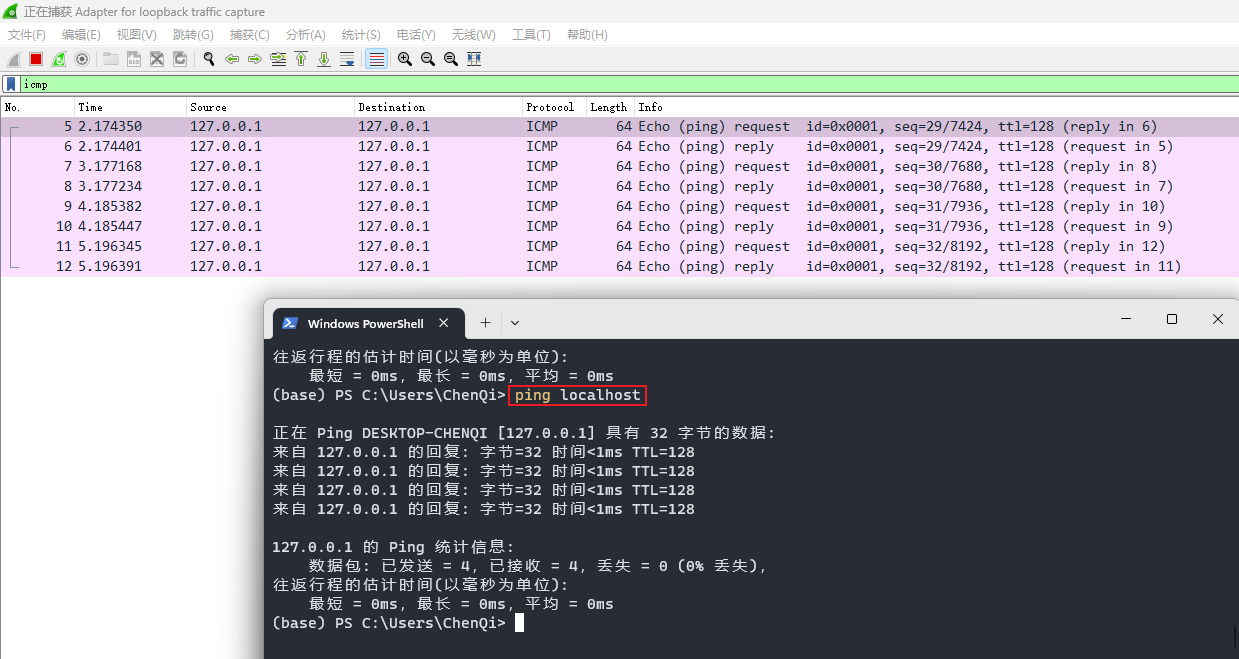 正在捕获 Adapter for loopback traffic capture
文件(F) 编辑(E) 视图(V) 跳转(G) 捕获(C) 分析(A) 统计(S) 电话(Y) 无线(W) 工具(T) 帮助(H)
icmp
No. Time Source Destination Protocol Length Info
5 2.174350 127.0.0.1 127.0.0.1 ICMP 64 Echo (ping) request id=0x0001, seq=29/7424, ttl=128 (reply in 6)
6 2.174401 127.0.0.1 127.0.0.1 ICMP 64 Echo (ping) reply id=0x0001, seq=29/7424, ttl=128 (request in 5)
7 3.177168 127.0.0.1 127.0.0.1 ICMP 64 Echo (ping) request id=0x0001, seq=30/7680, ttl=128 (reply in 8)
8 3.177234 127.0.0.1 127.0.0.1 ICMP 64 Echo (ping) reply id=0x0001, seq=30/7680, ttl=128 (request in 7)
9 4.185382 127.0.0.1 127.0.0.1 ICMP 64 Echo (ping) request id=0x0001, seq=31/7936, ttl=128 (reply in 10)
10 4.185447 127.0.0.1 127.0.0.1 ICMP 64 Echo (ping) reply id=0x0001, seq=31/7936, ttl=128 (request in 9)
11 5.196345 127.0.0.1 127.0.0.1 ICMP 64 Echo (ping) request id=0x0001, seq=32/8192, ttl=128 (reply in 12)
12 5.196391 127.0.0.1 127.0.0.1 ICMP 64 Echo (ping) reply id=0x0001, seq=32/8192, ttl=128 (request in 11)
Windows PowerShell
往返行程的估计时间(以毫秒为单位):
最短 = 0ms，最长 = 0ms，平均 = 0ms
(base) PS C:\Users\ChenQi> ping localhost
正在 Ping DESKTOP-CHENQI [127.0.0.1] 具有 32 字节的数据:
来自 127.0.0.1 的回复: 字节=32 时间<1ms TTL=128
来自 127.0.0.1 的回复: 字节=32 时间<1ms TTL=128
来自 127.0.0.1 的回复: 字节=32 时间<1ms TTL=128
来自 127.0.0.1 的回复: 字节=32 时间<1ms TTL=128
127.0.0.1 的 Ping 统计信息:
数据包: 已发送 = 4，已接收 = 4，丢失 = 0 (0% 丢失)，
往返行程的估计时间(以毫秒为单位):
最短 = 0ms，最长 = 0ms，平均 = 0ms
(base) PS C:\Users\ChenQi>